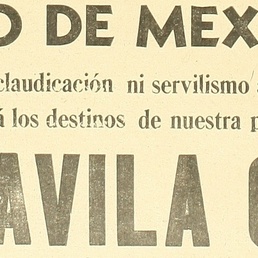 O DE MEX
claudicación ni servilismo
á los destinos de nuestra p
AVILA C